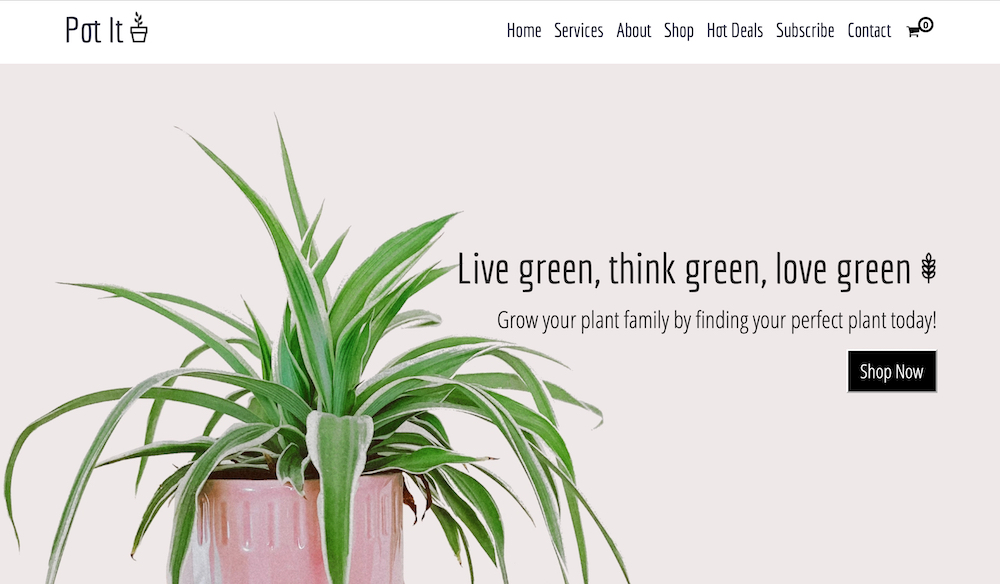 Pot It
Home Services About Shop Hot Deals Subscribe Contact 0
Live green, think green, love green
Grow your plant family by finding your perfect plant today!
Shop Now